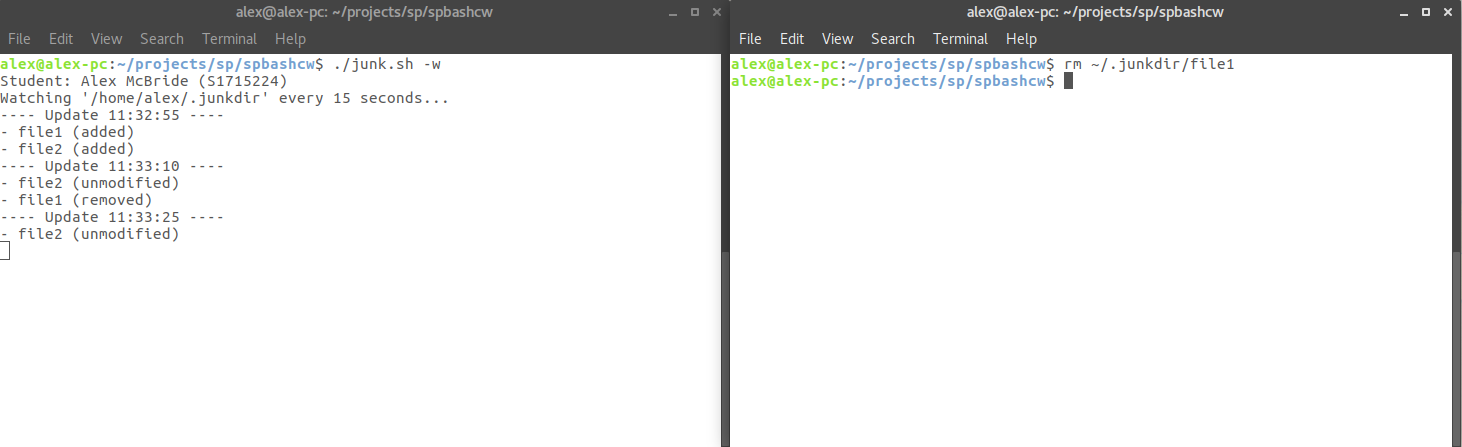 alex@alex-pc: ~/projects/sp/spbashcw
File Edit View Search Terminal Help
alex@alex-pc:~/projects/sp/spbashcw$ ./junk.sh -w
Student: Alex McBride (S1715224)
Watching '/home/alex/.junkdir' every 15 seconds...
---- Update 11:32:55 ----
- file1 (added)
- file2 (added)
---- Update 11:33:10 ----
- file2 (unmodified)
- file1 (removed)
---- Update 11:33:25 ----
- file2 (unmodified)
alex@alex-pc: ~/projects/sp/spbashcw
File Edit View Search Terminal Help
alex@alex-pc:~/projects/sp/spbashcw$ rm ~/.junkdir/file1
alex@alex-pc:~/projects/sp/spbashcw$